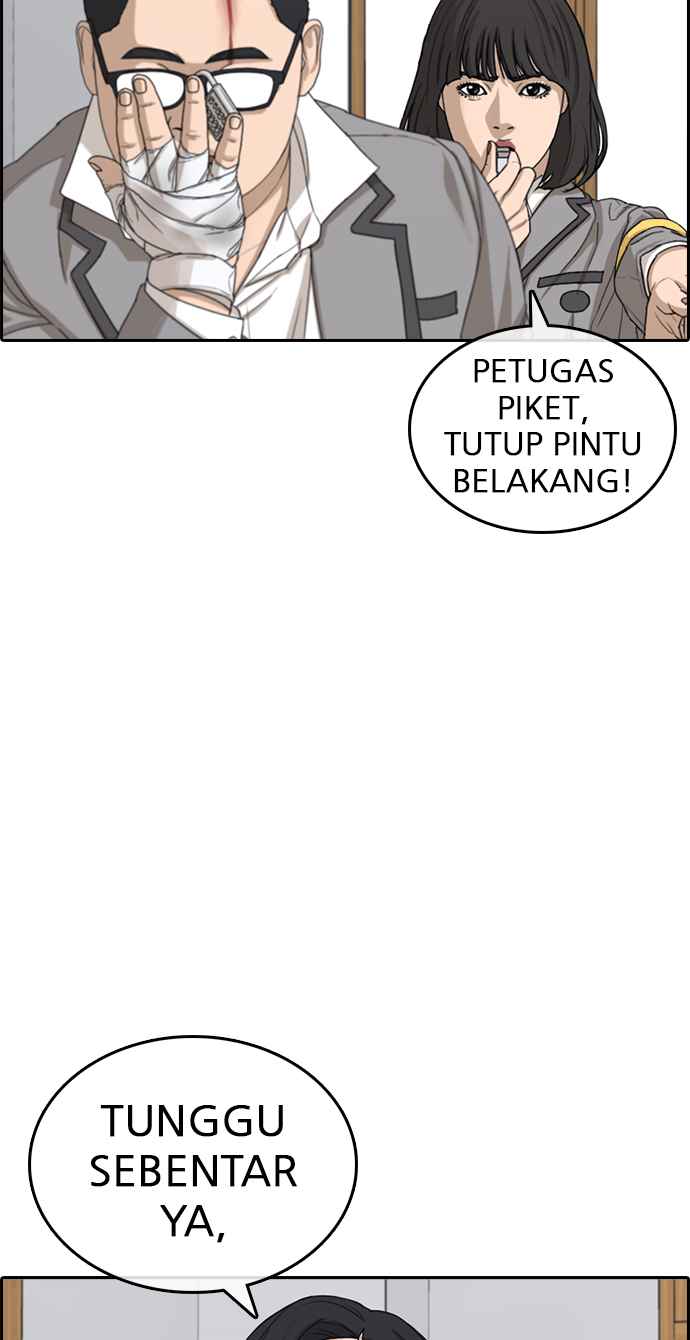 PETUGAS
PIKET,
TUTUP PINTU
BELAKANG!
TUNGGU
SEBENTAR
YA,